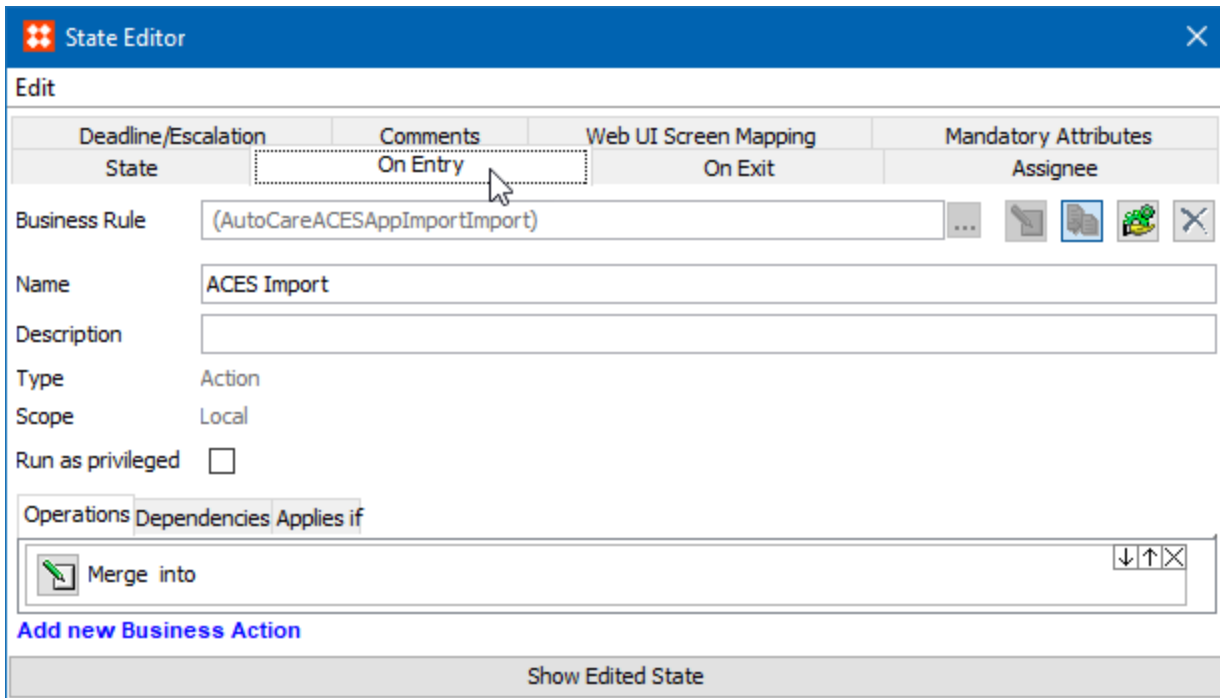 State Editor
Edit
Deadline/Escalation Comments Web UI Screen Mapping Mandatory Attributes
State On Entry On Exit Assignee
Business Rule (AutoCareACESAppImportImport) ...
Name ACES Import
Description
Type Action
Scope Local
Run as privileged
Operations Dependencies Applies if
Merge into
Add new Business Action
Show Edited State